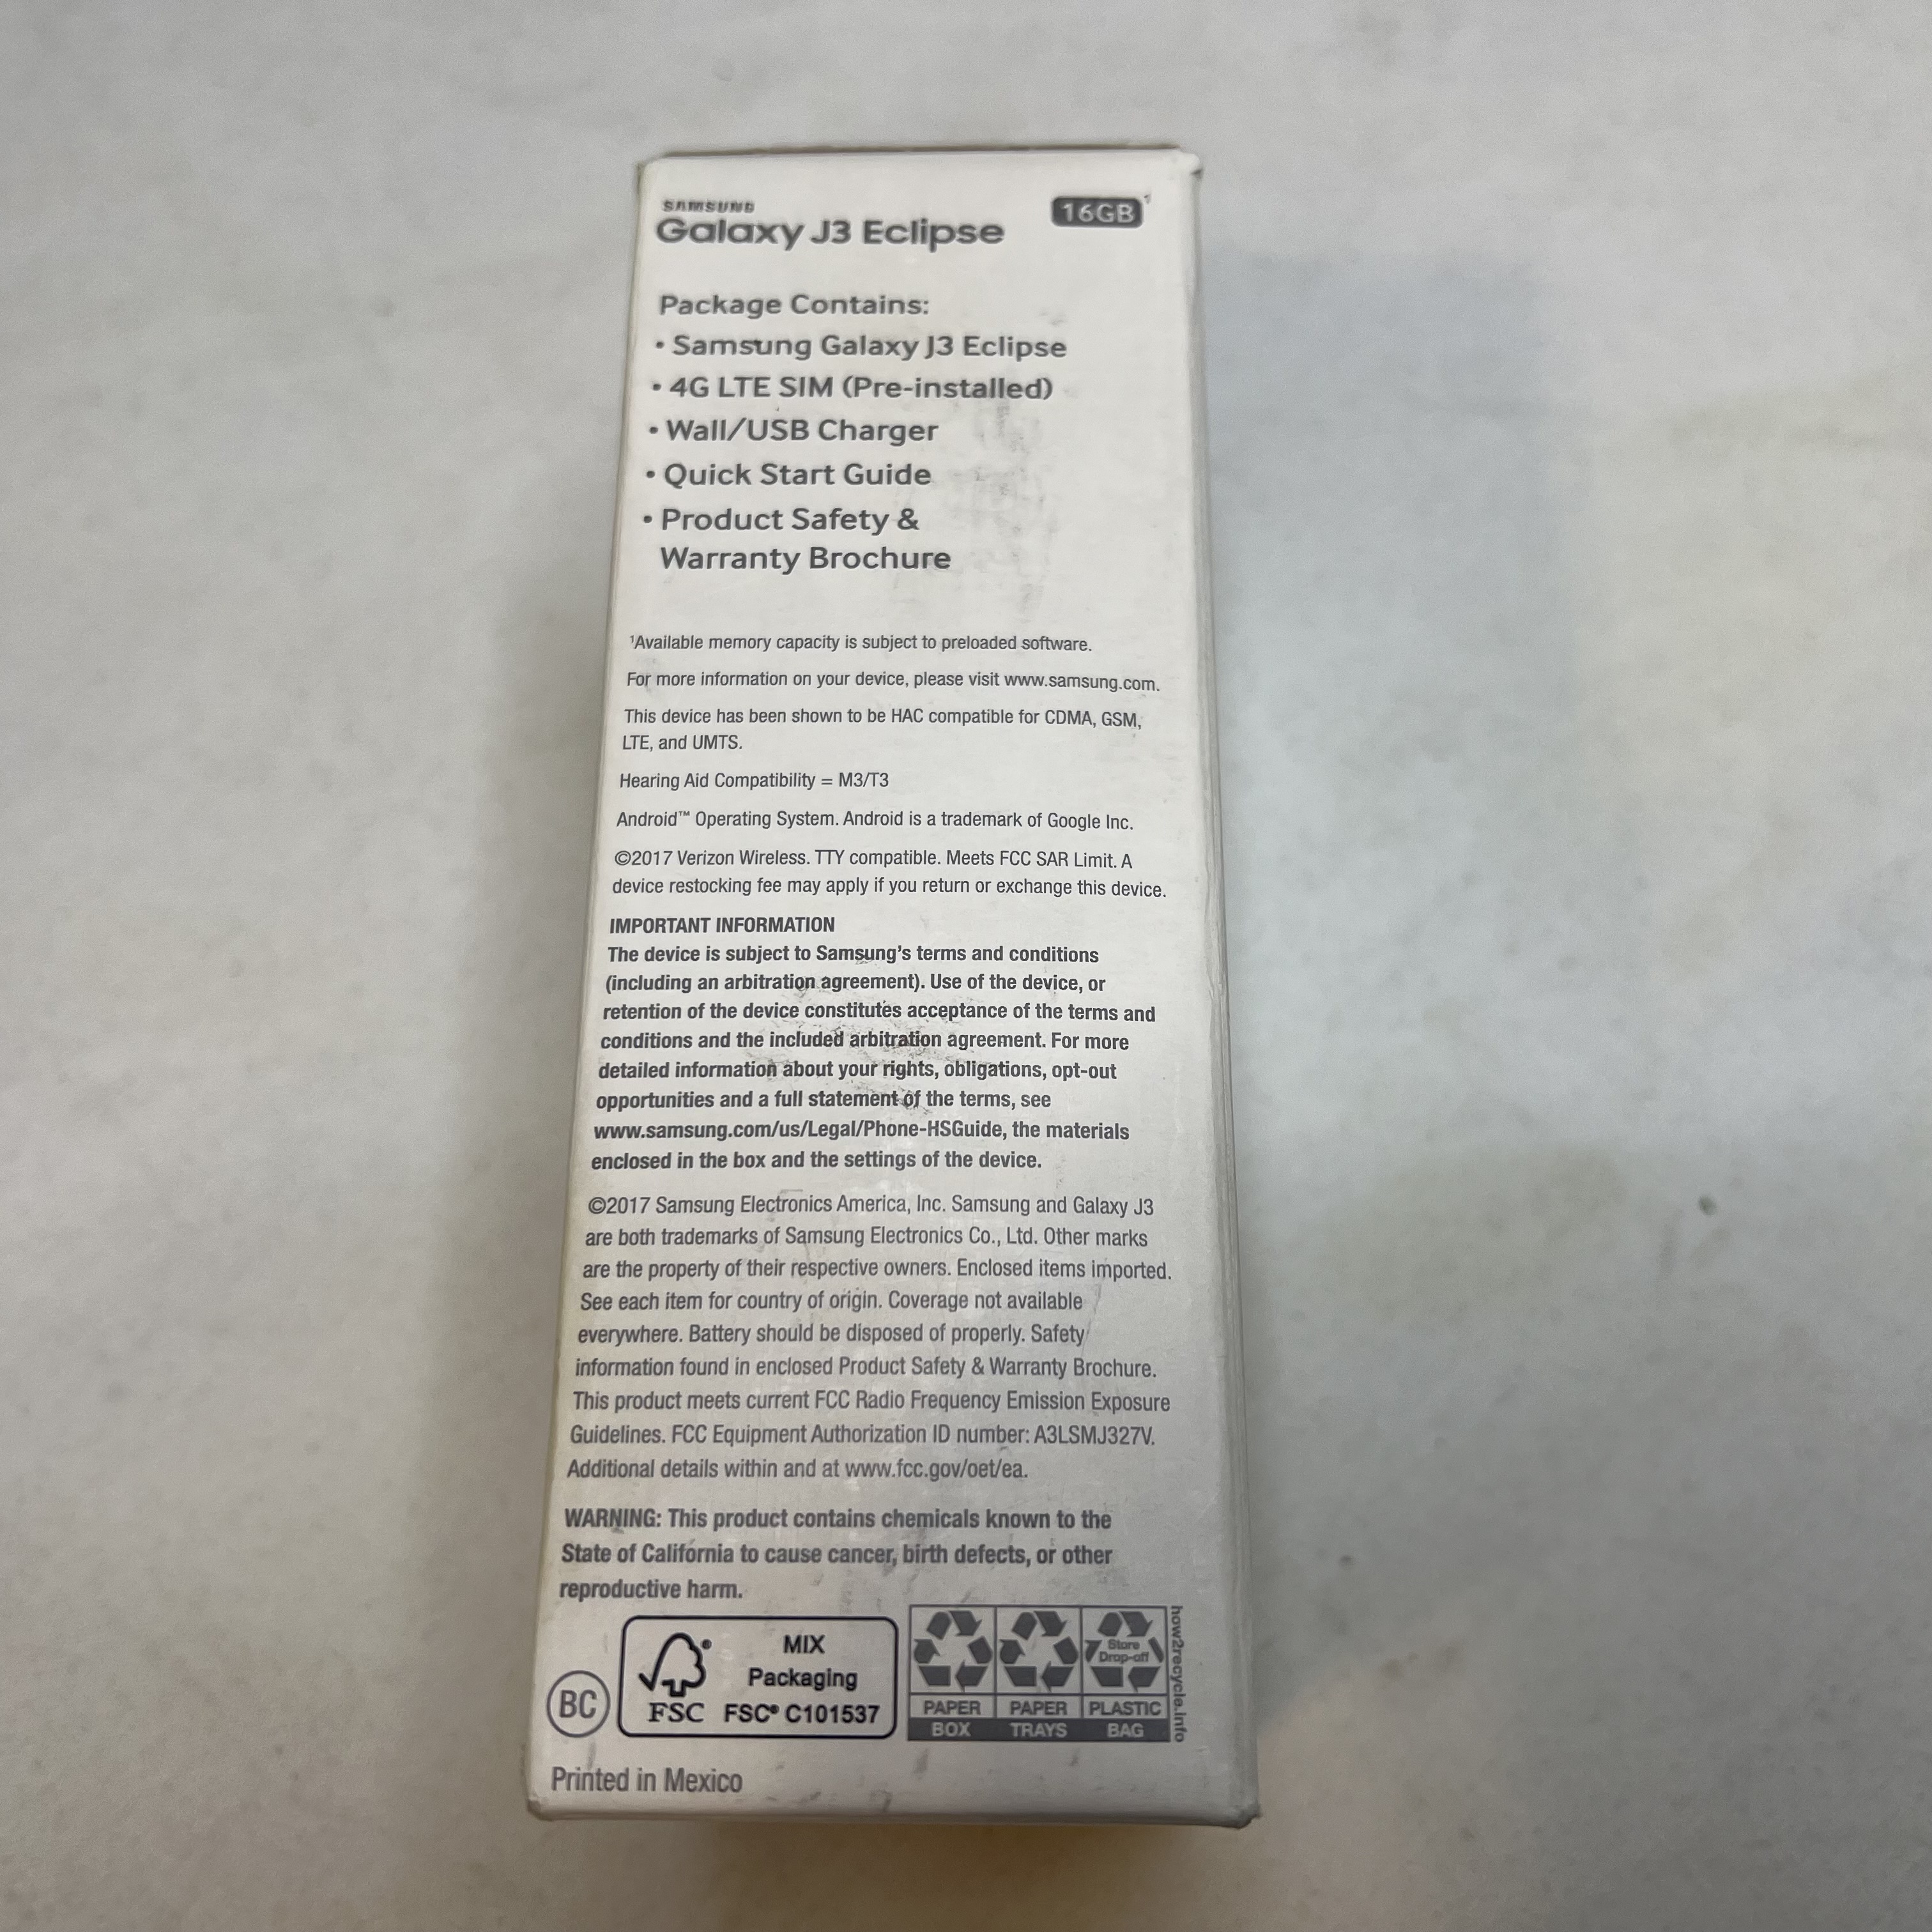 SAMSUNG
Galaxy J3 Eclipse
16GB¹
Package Contains:
• Samsung Galaxy J3 Eclipse
• 4G LTE SIM (Pre-installed)
• Wall/USB Charger
• Quick Start Guide
• Product Safety &
Warranty Brochure
¹Available memory capacity is subject to preloaded software.
For more information on your device, please visit www.samsung.com.
This device has been shown to be HAC compatible for CDMA, GSM,
LTE, and UMTS.
Hearing Aid Compatibility = M3/T3
Android™ Operating System. Android is a trademark of Google Inc.
©2017 Verizon Wireless. TTY compatible. Meets FCC SAR Limit. A
device restocking fee may apply if you return or exchange this device.
IMPORTANT INFORMATION
The device is subject to Samsung's terms and conditions
(including an arbitration agreement). Use of the device, or
retention of the device constitutes acceptance of the terms and
conditions and the included arbitration agreement. For more
detailed information about your rights, obligations, opt-out
opportunities and a full statement of the terms, see
www.samsung.com/us/Legal/Phone-HSGuide, the materials
enclosed in the box and the settings of the device.
©2017 Samsung Electronics America, Inc. Samsung and Galaxy J3
are both trademarks of Samsung Electronics Co., Ltd. Other marks
are the property of their respective owners. Enclosed items imported.
See each item for country of origin. Coverage not available
everywhere. Battery should be disposed of properly. Safety
information found in enclosed Product Safety & Warranty Brochure.
This product meets current FCC Radio Frequency Emission Exposure
Guidelines. FCC Equipment Authorization ID number: A3LSMJ327V.
Additional details within and at www.fcc.gov/oet/ea.
WARNING: This product contains chemicals known to the
State of California to cause cancer, birth defects, or other
reproductive harm.
BC
FSC
MIX
Packaging
FSC® C101537
PAPER
BOX
PAPER
TRAYS
Store
Drop-off
PLASTIC
BAG
how2recycle.info
Printed in Mexico